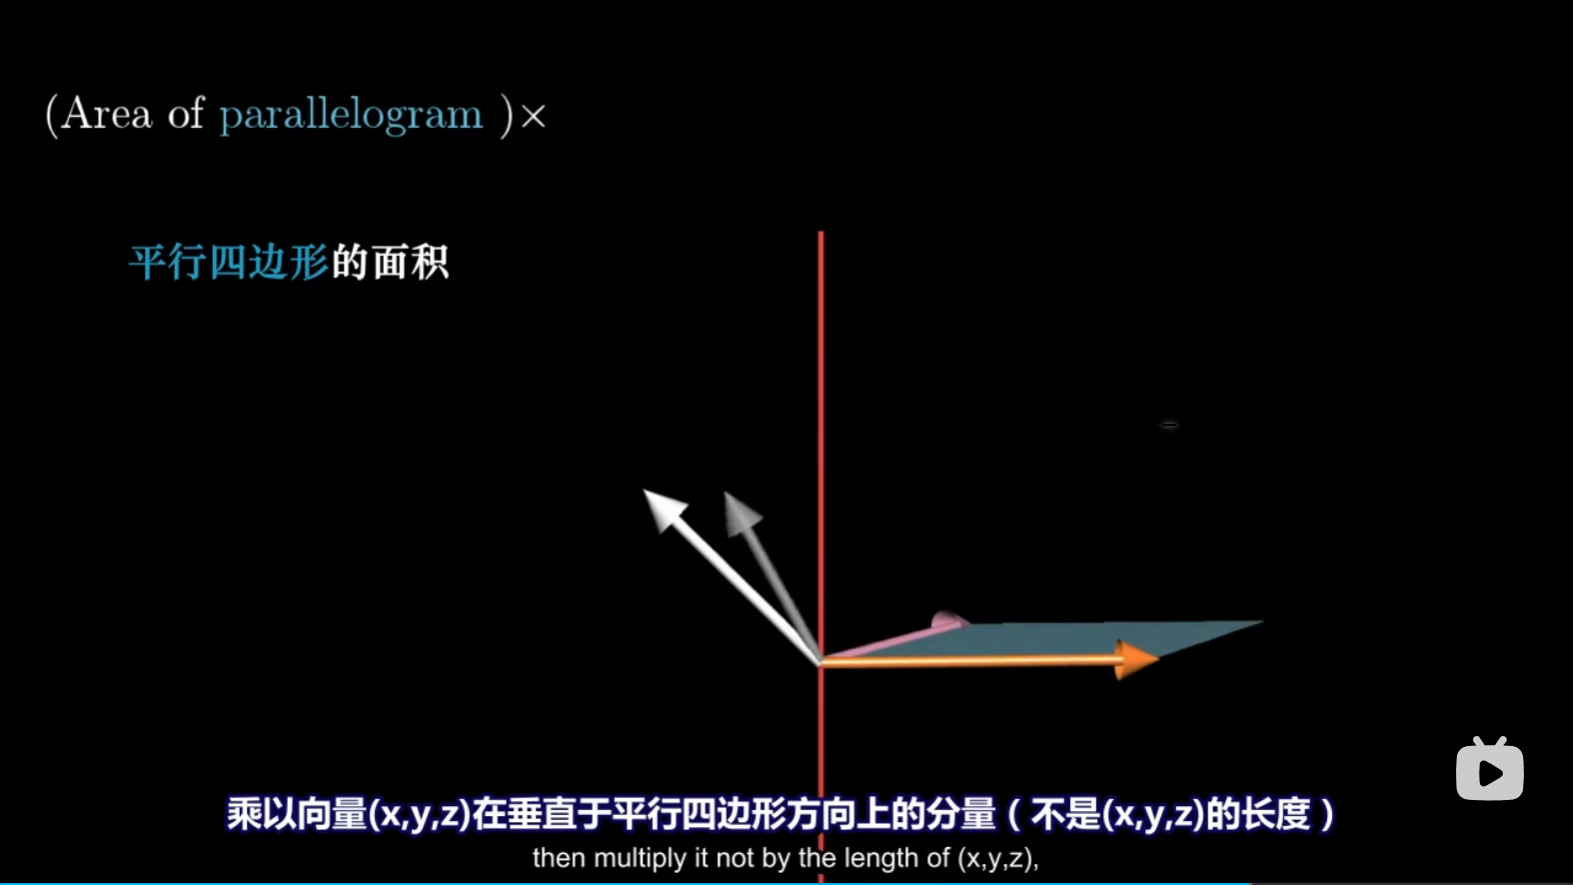 (Area of parallelogram )×
平行四边形的面积
乘以向量(x,y,z)在垂直于平行四边形方向上的分量（不是(x,y,z)的长度）
then multiply it not by the length of (x,y,z),